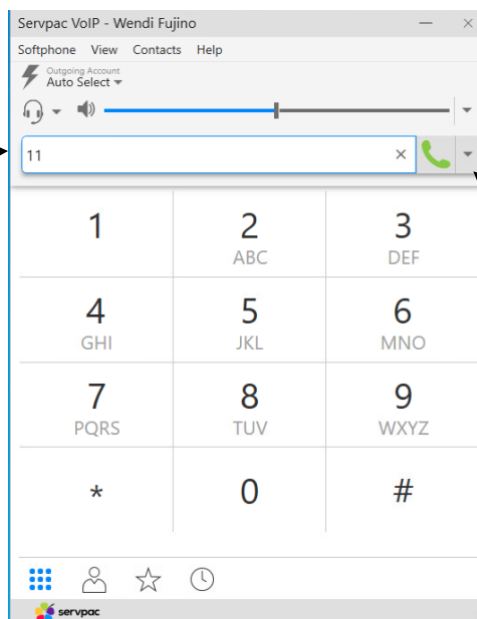 Servpac VoIP - Wendi Fujino
Softphone View Contacts Help
Outgoing Account
Auto Select
11
1 2 3
ABC DEF
4 5 6
GHI JKL MNO
7 8 9
PQRS TUV WXYZ
* 0 #
servpac